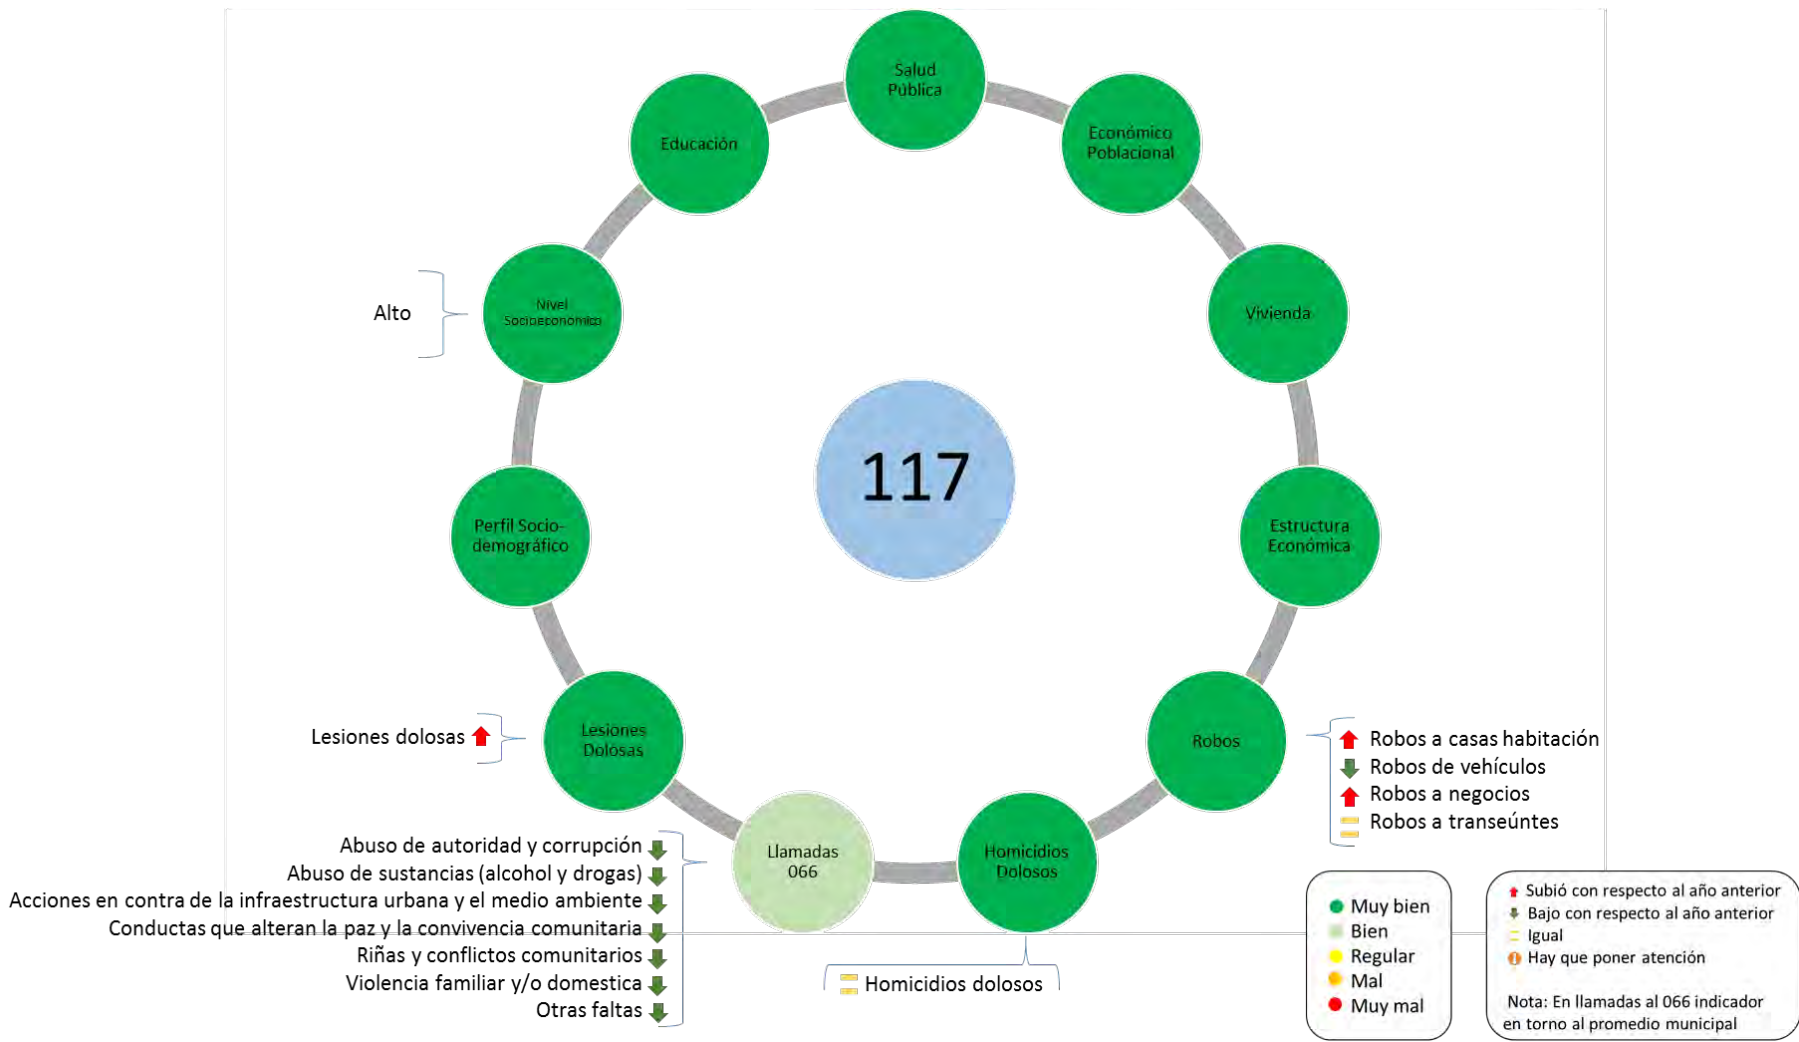 Salud
Pública
Económico
Poblacional
Educación
Vivienda
Nivel
Socioeconómico
Alto
117
Perfil Socio-
demográfico
Estructura
Económica
Lesiones
Dolosas
Lesiones dolosas
Robos
Robos a casas habitación
Robos de vehículos
Robos a negocios
Robos a transeúntes
Llamadas
066
Homicidios
Dolosos
Abuso de autoridad y corrupción
Abuso de sustancias (alcohol y drogas)
Acciones en contra de la infraestructura urbana y el medio ambiente
Conductas que alteran la paz y la convivencia comunitaria
Riñas y conflictos comunitarios
Violencia familiar y/o domestica
Otras faltas
Homicidios dolosos
Muy bien
Bien
Regular
Mal
Muy mal
Subió con respecto al año anterior
Bajo con respecto al año anterior
Igual
Hay que poner atención
Nota: En llamadas al 066 indicador
en torno al promedio municipal